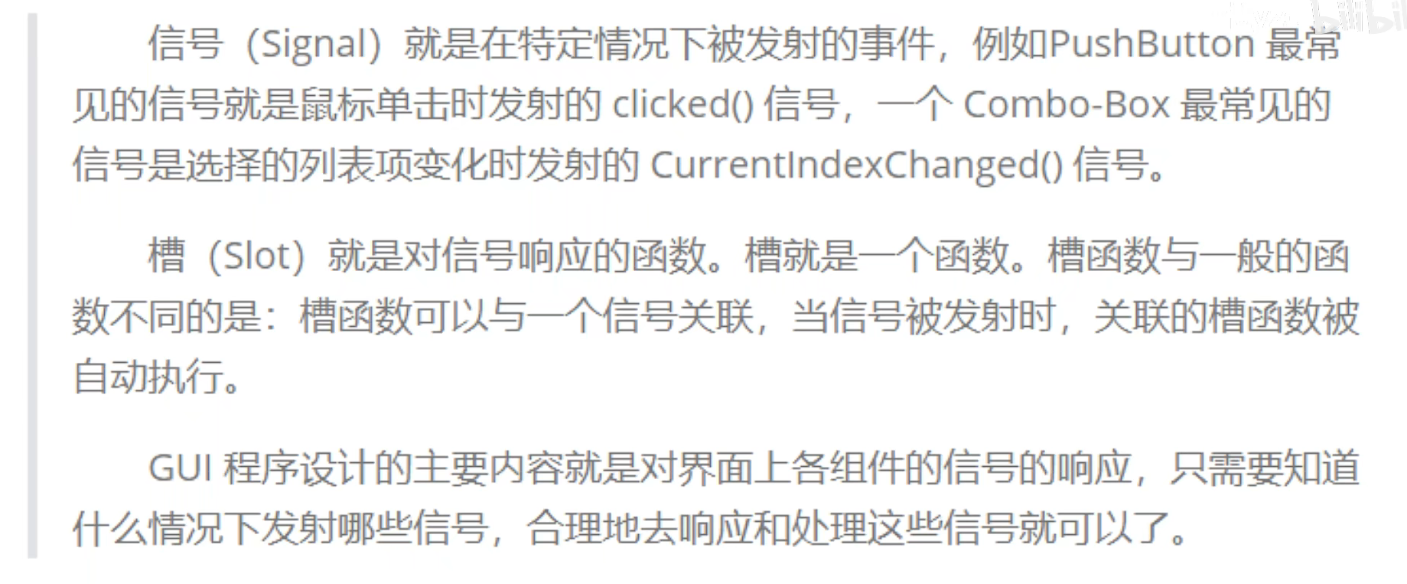 信号（Signal）就是在特定情况下被发射的事件，例如PushButton 最常
见的信号就是鼠标单击时发射的 clicked() 信号，一个 Combo-Box 最常见的
信号是选择的列表项变化时发射的 CurrentIndexChanged() 信号。
槽（Slot）就是对信号响应的函数。槽就是一个函数。槽函数与一般的函
数不同的是：槽函数可以与一个信号关联，当信号被发射时，关联的槽函数被
自动执行。
GUI 程序设计的主要内容就是对界面上各组件的信号的响应，只需要知道
什么情况下发射哪些信号，合理地去响应和处理这些信号就可以了。